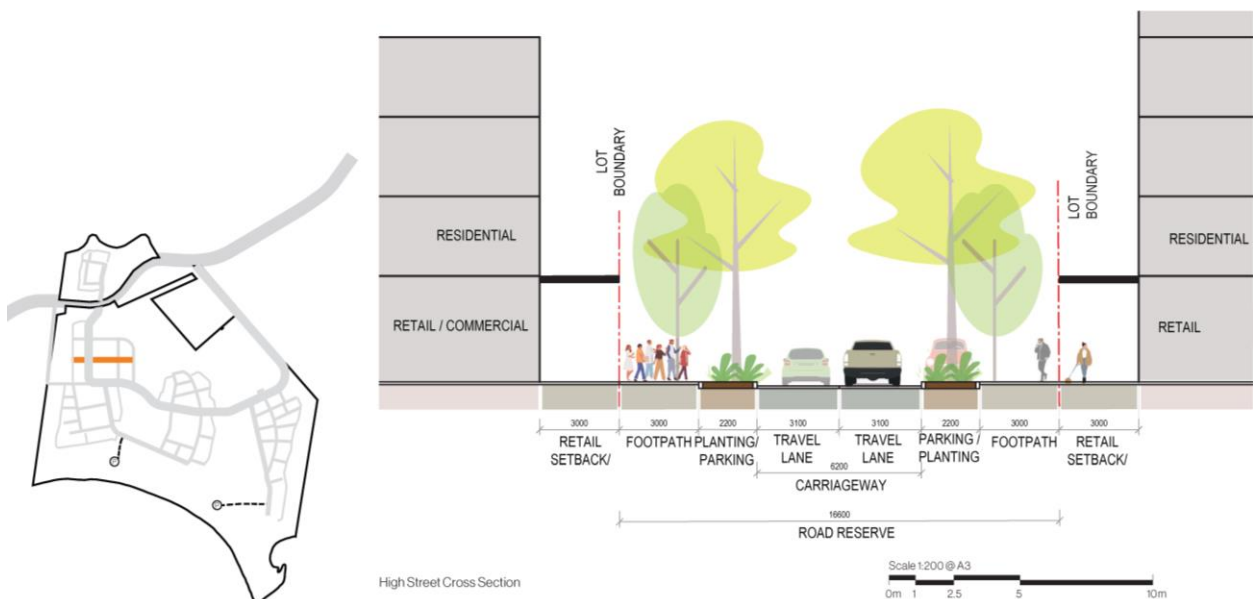 LOT
BOUNDARY
LOT
BOUNDARY
RESIDENTIAL
RESIDENTIAL
RETAIL / COMMERCIAL
RETAIL
3000 3000 2200 3100 3100 2200 3000 3000
RETAIL FOOTPATH PLANTING/ TRAVEL TRAVEL PARKING / FOOTPATH RETAIL
SETBACK/ PARKING LANE LANE PLANTING SETBACK/
6200
CARRIAGEWAY
16600
ROAD RESERVE
High Street Cross Section
Scale 1:200 @ A3
0m 1 2.5 5 10m